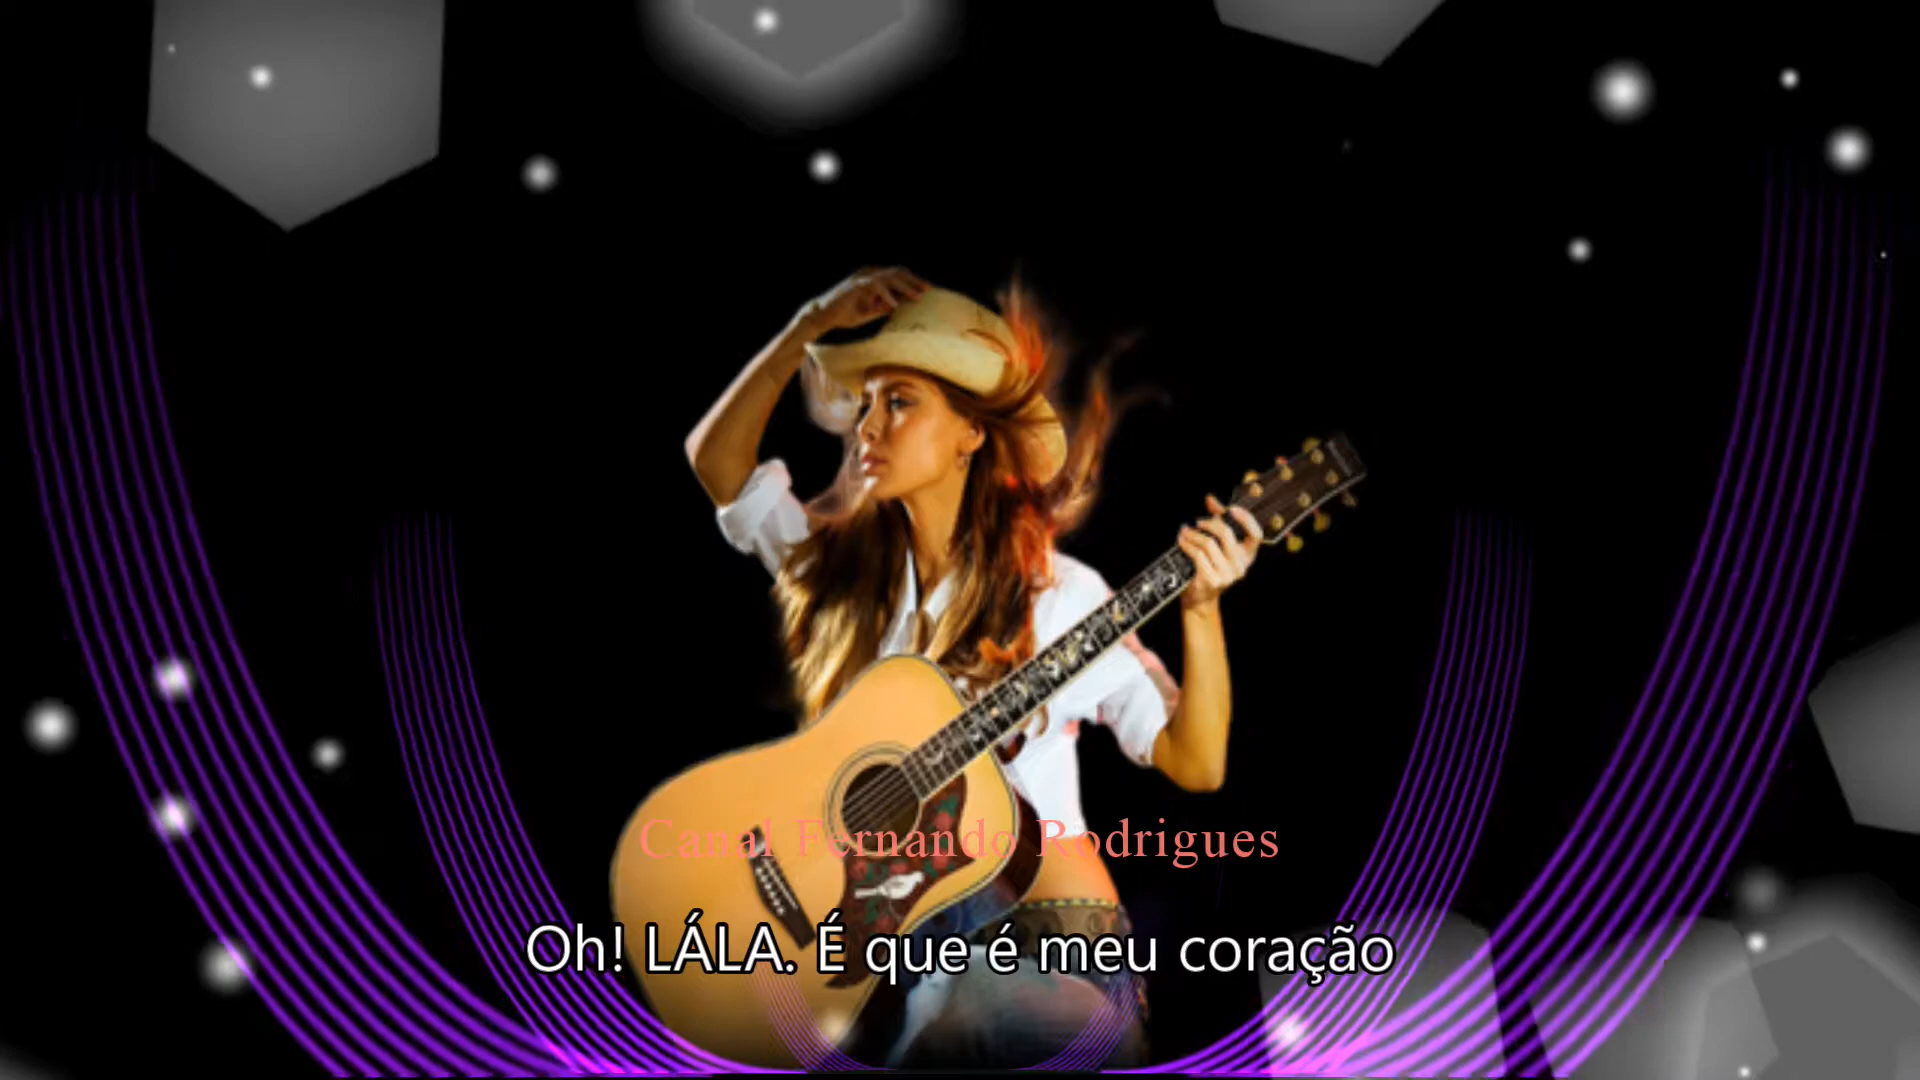 Canal Fernando Rodrigues
Oh! LÁLA. É que é meu coração